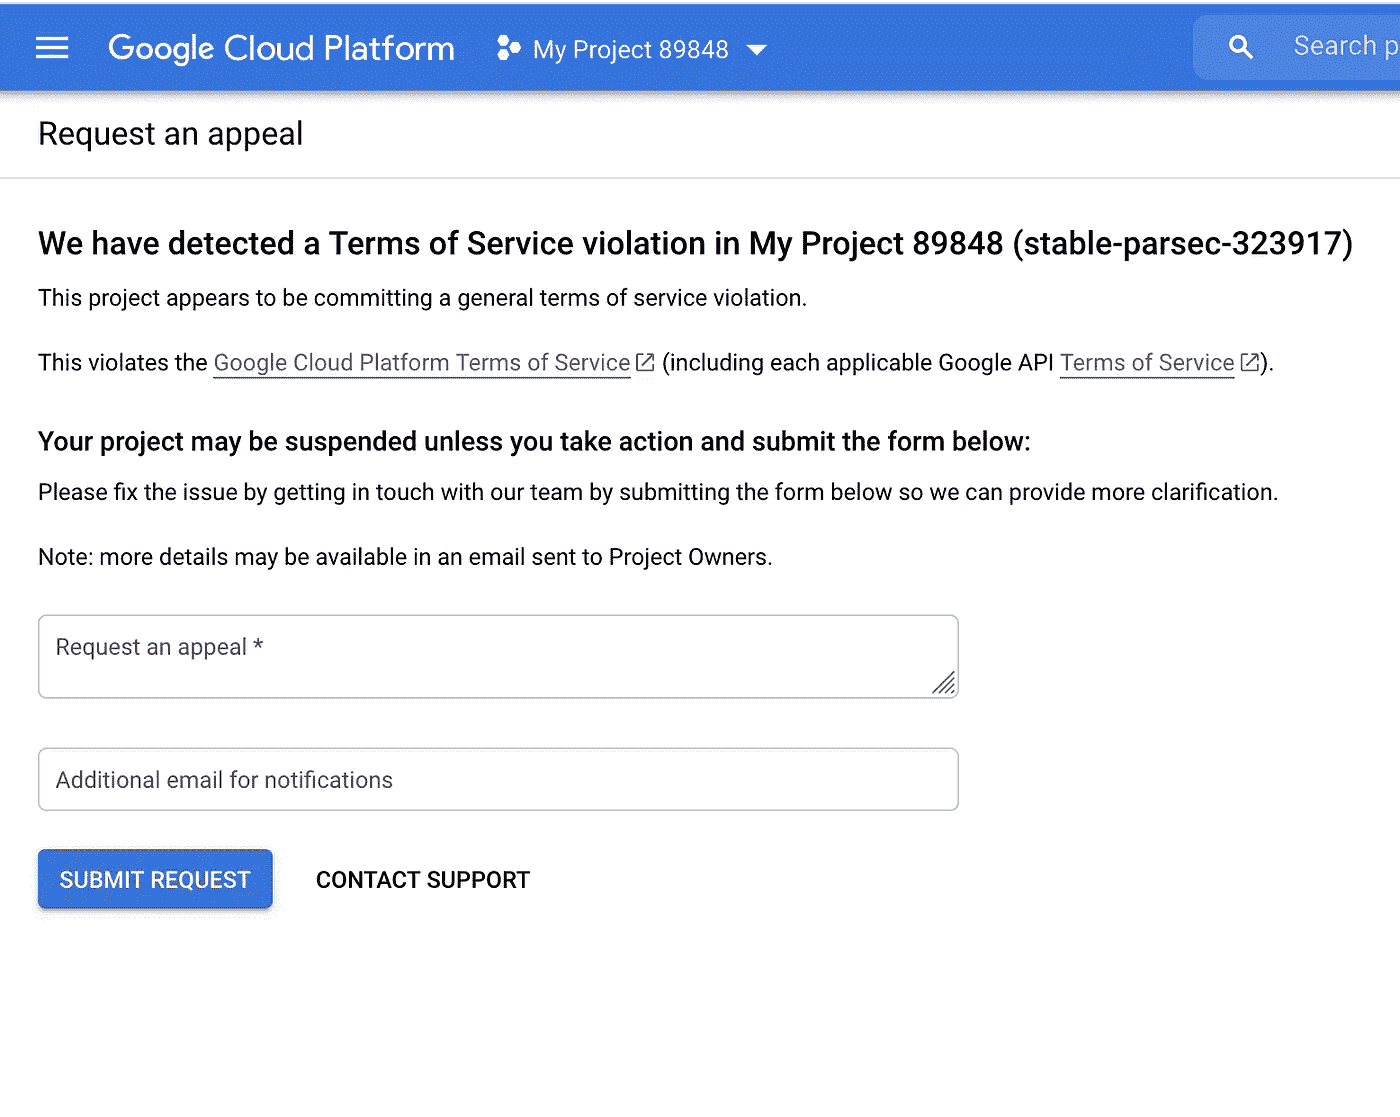 Google Cloud Platform My Project 89848 Search
Request an appeal
We have detected a Terms of Service violation in My Project 89848 (stable-parsec-323917)
This project appears to be committing a general terms of service violation.
This violates the Google Cloud Platform Terms of Service (including each applicable Google API Terms of Service).
Your project may be suspended unless you take action and submit the form below:
Please fix the issue by getting in touch with our team by submitting the form below so we can provide more clarification.
Note: more details may be available in an email sent to Project Owners.
Request an appeal *
Additional email for notifications
SUBMIT REQUEST CONTACT SUPPORT